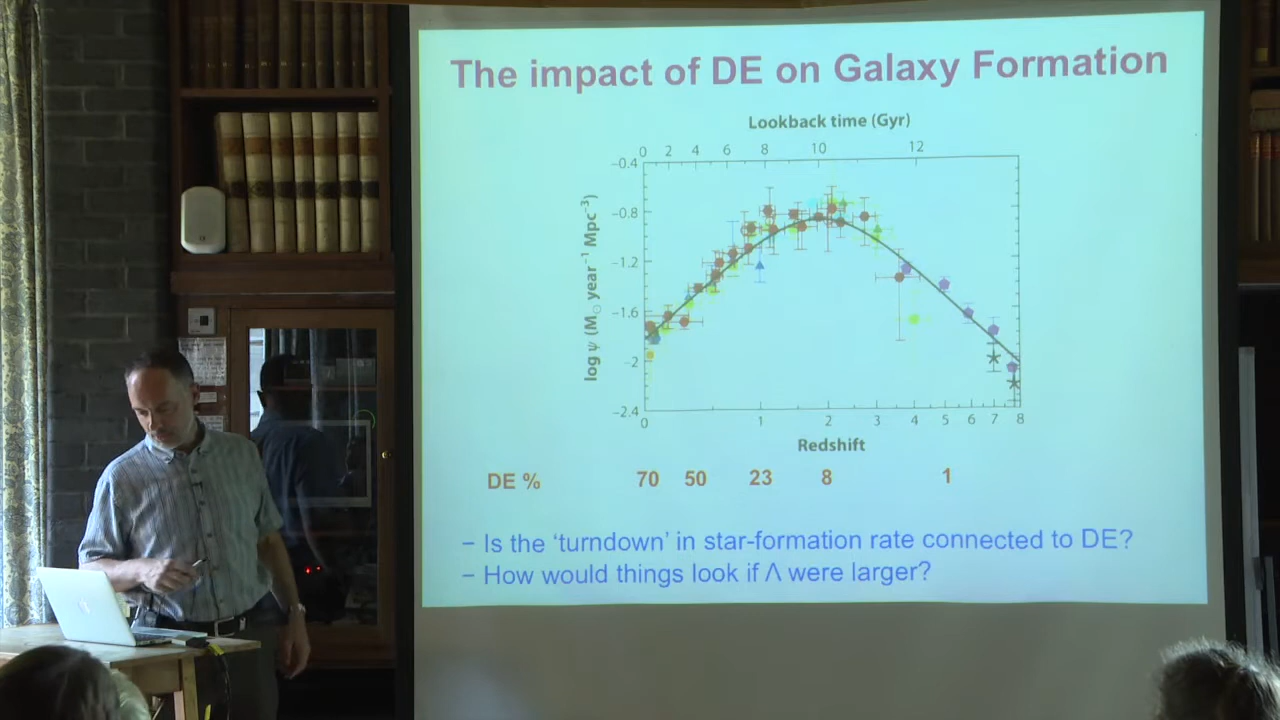 The impact of DE on Galaxy Formation
Lookback time (Gyr)
0 2 4 6 8 10 12
−0.4
−0.8
−1.2
−1.6
−2
−2.4
log ψ (M☉ year⁻¹ Mpc⁻³)
0 1 2 3 4 5 6 7 8
Redshift
DE % 70 50 23 8 1
− Is the ‘turndown’ in star-formation rate connected to DE?
− How would things look if Λ were larger?